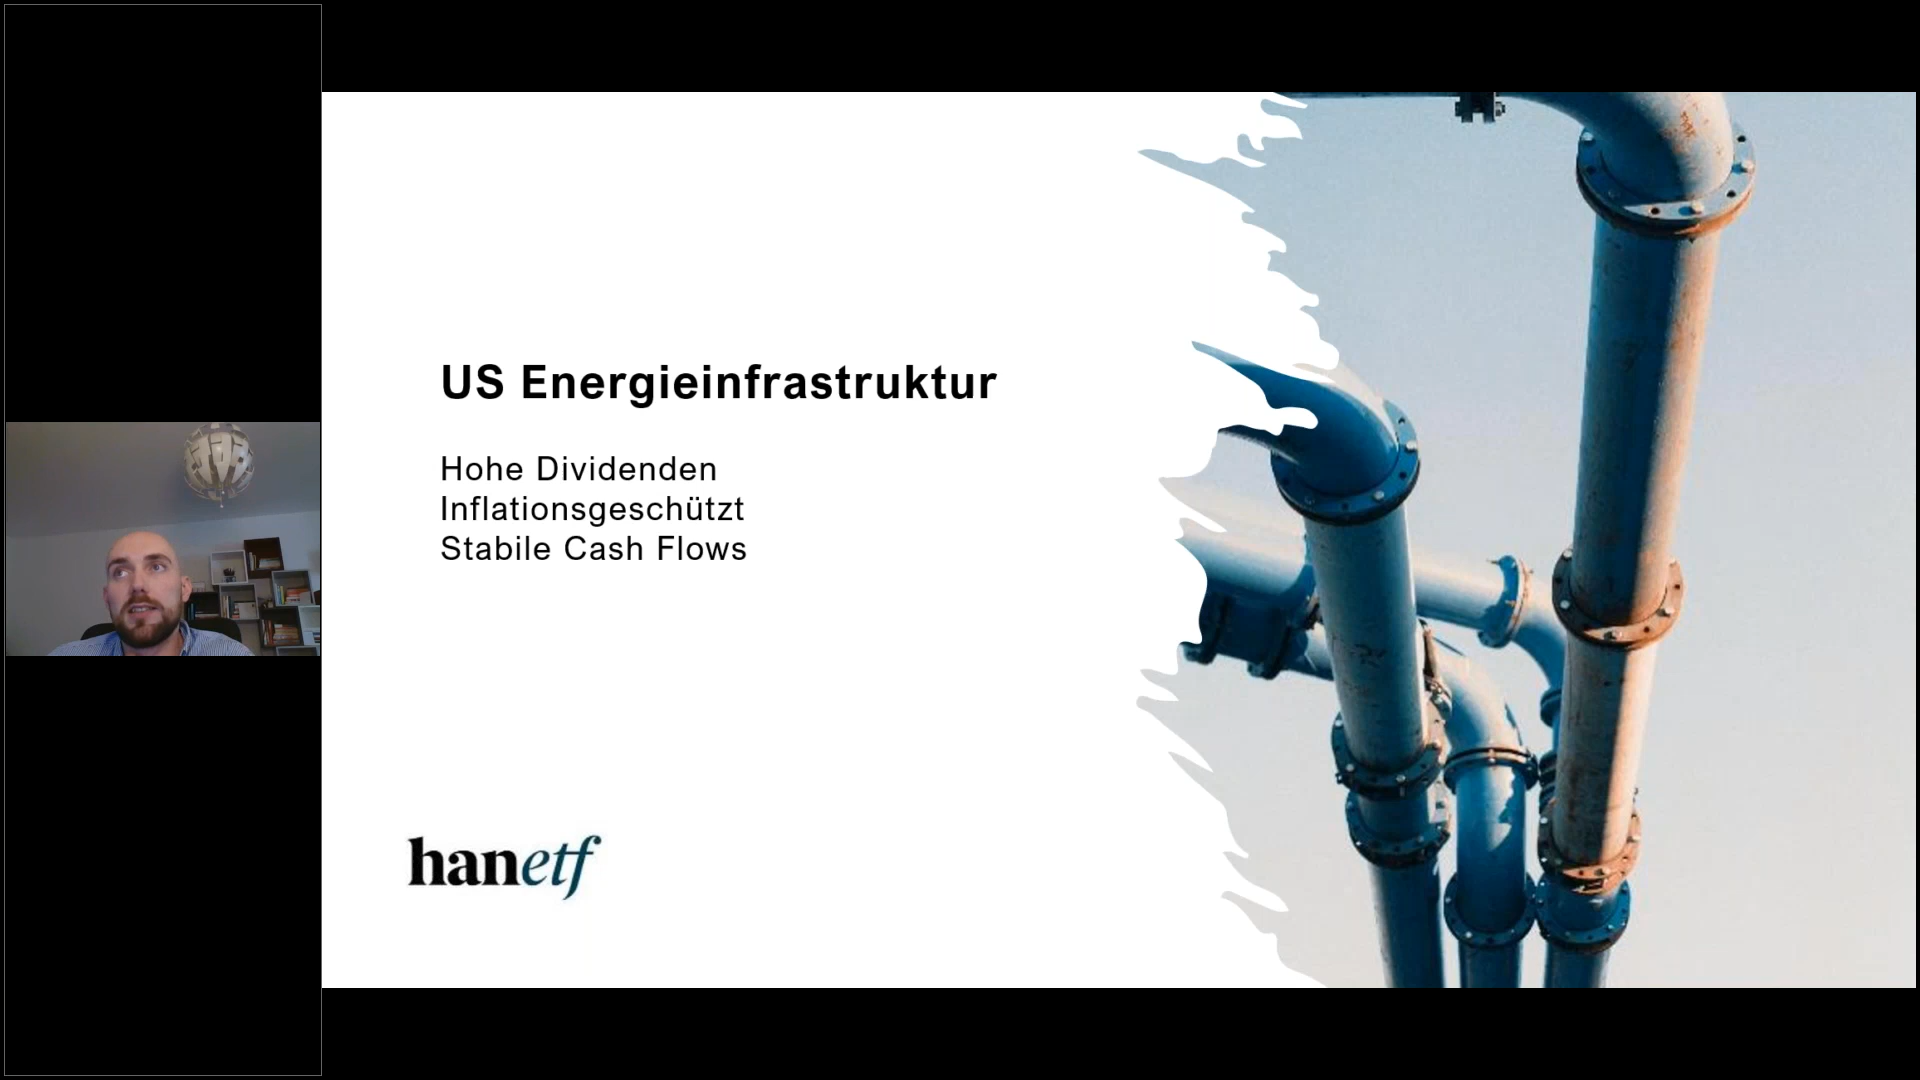 US Energieinfrastruktur
Hohe Dividenden
Inflationsgeschützt
Stabile Cash Flows
hanetf